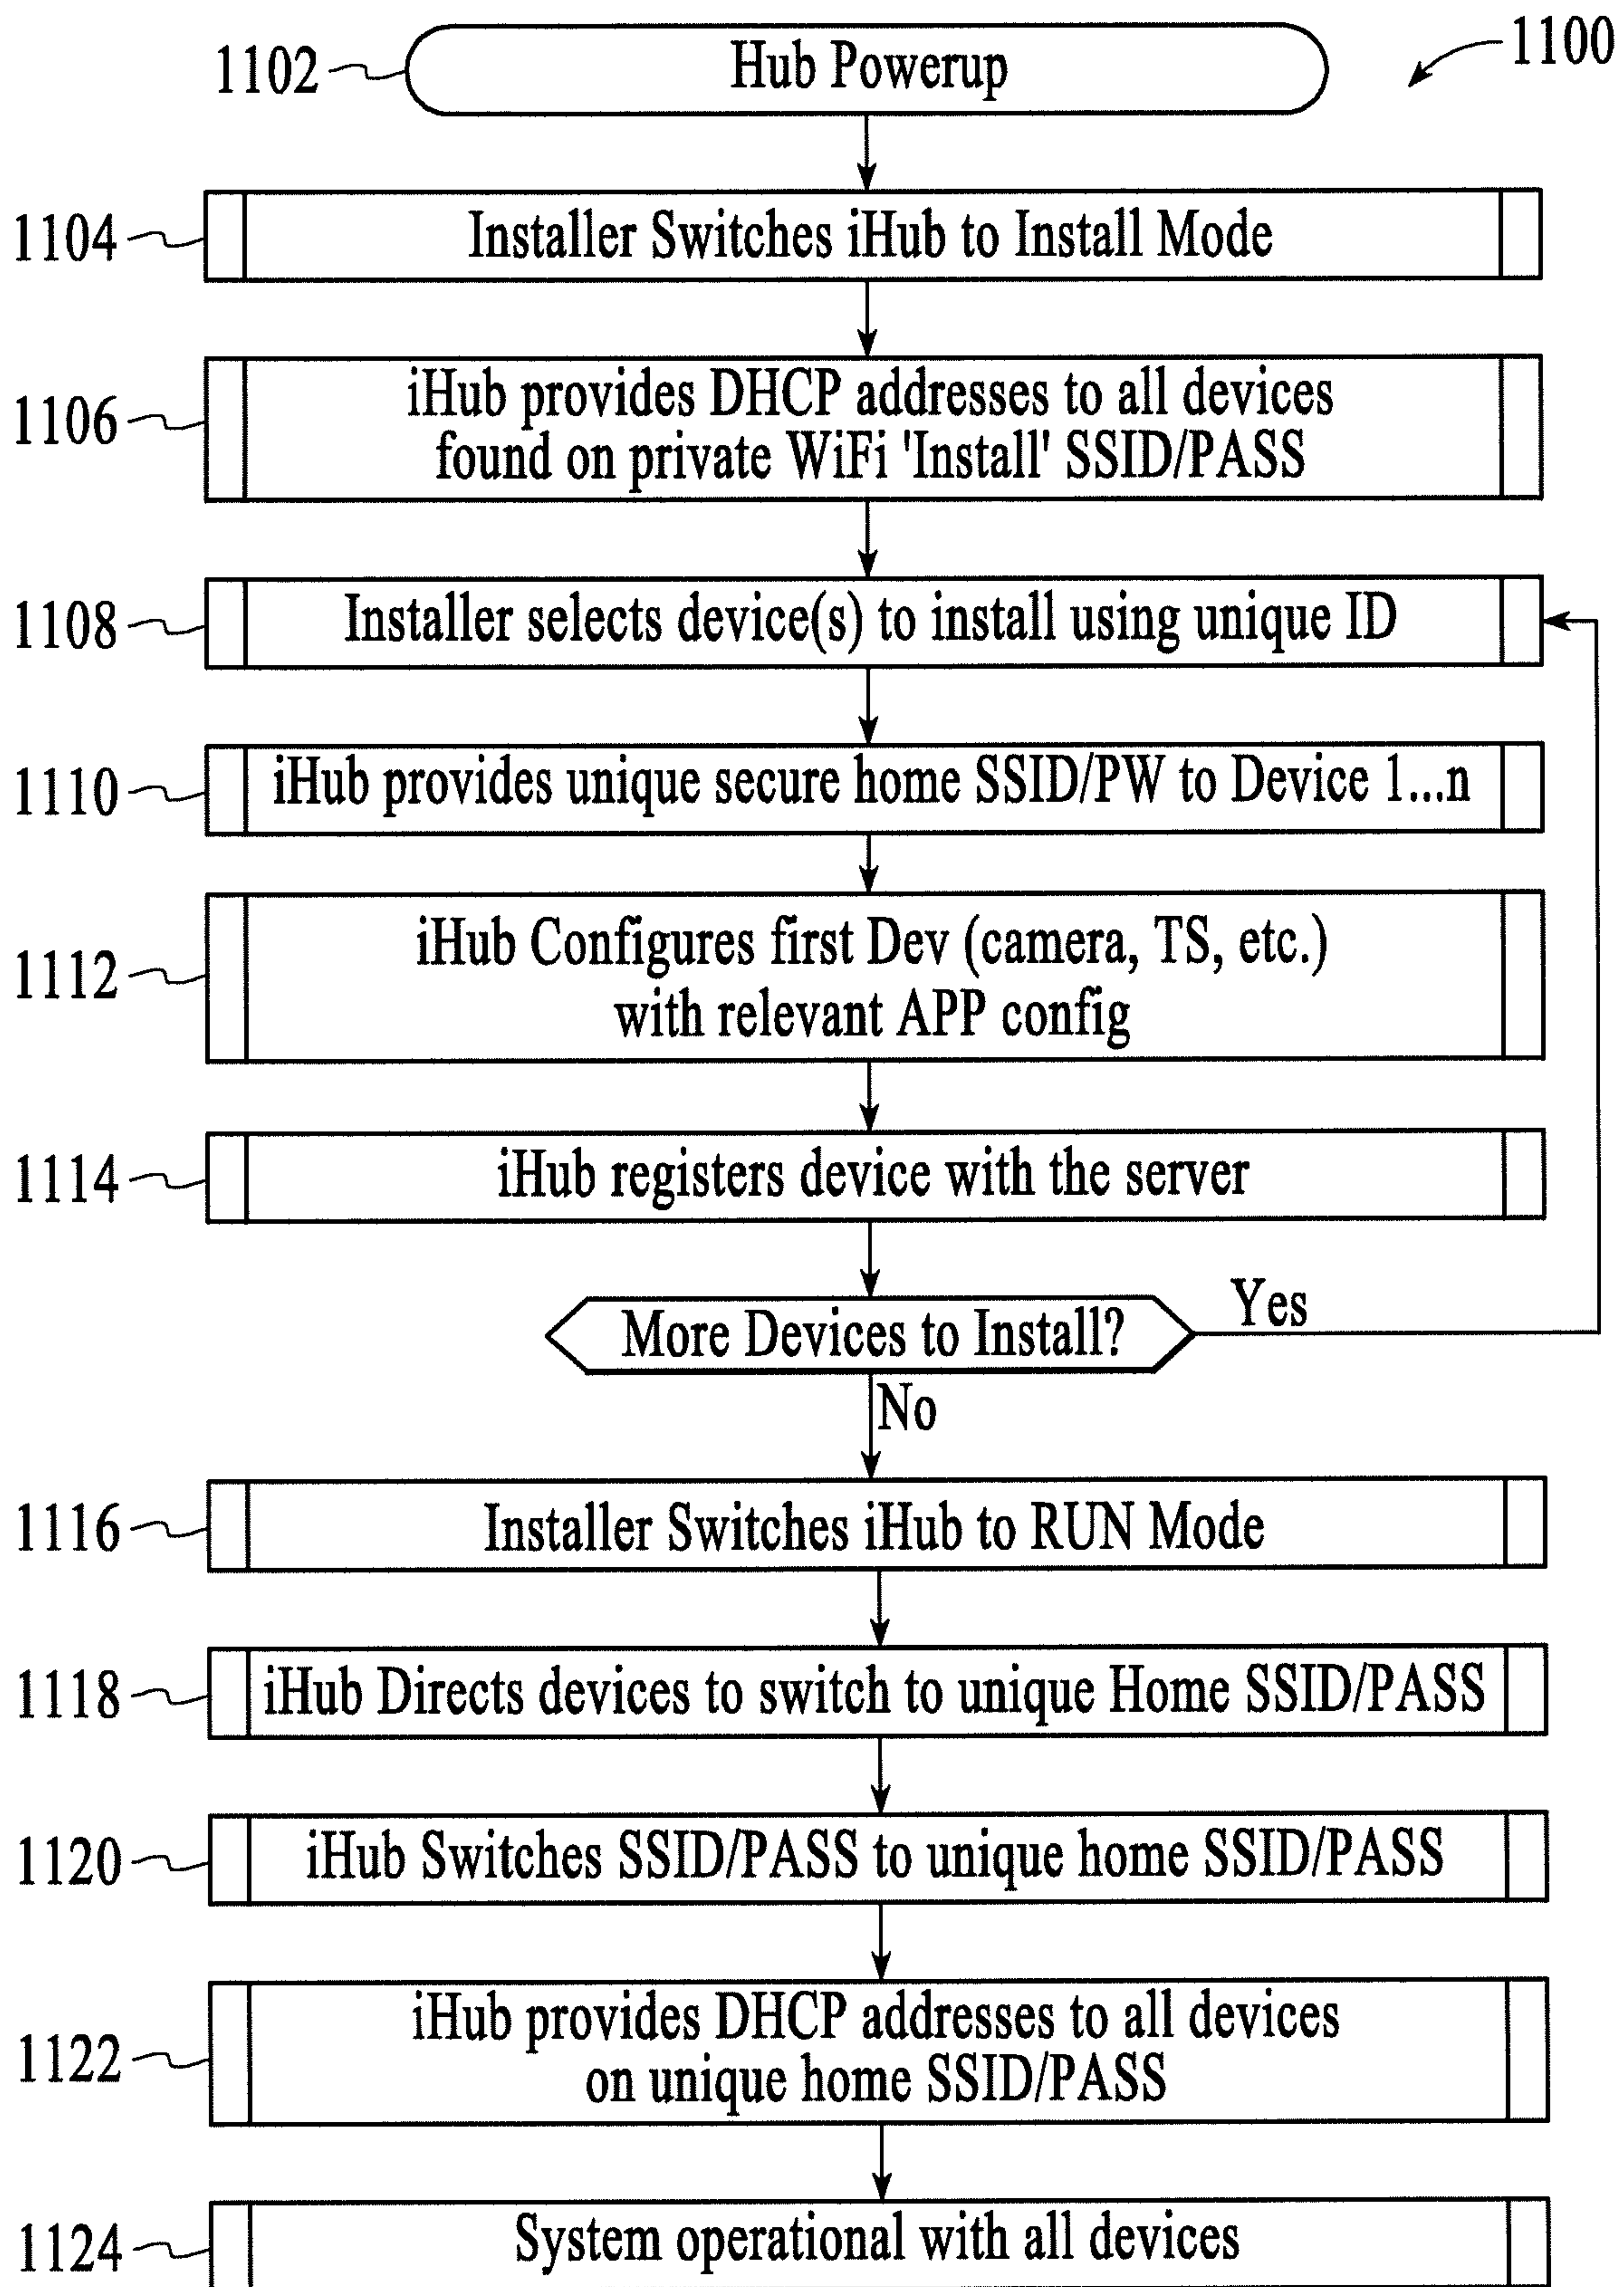 1100
1102
Hub Powerup
1104
Installer Switches iHub to Install Mode
1106
iHub provides DHCP addresses to all devices
found on private WiFi 'Install' SSID/PASS
1108
Installer selects device(s) to install using unique ID
1110
iHub provides unique secure home SSID/PW to Device 1...n
1112
iHub Configures first Dev (camera, TS, etc.)
with relevant APP config
1114
iHub registers device with the server
More Devices to Install?
Yes
No
1116
Installer Switches iHub to RUN Mode
1118
iHub Directs devices to switch to unique Home SSID/PASS
1120
iHub Switches SSID/PASS to unique home SSID/PASS
1122
iHub provides DHCP addresses to all devices
on unique home SSID/PASS
1124
System operational with all devices